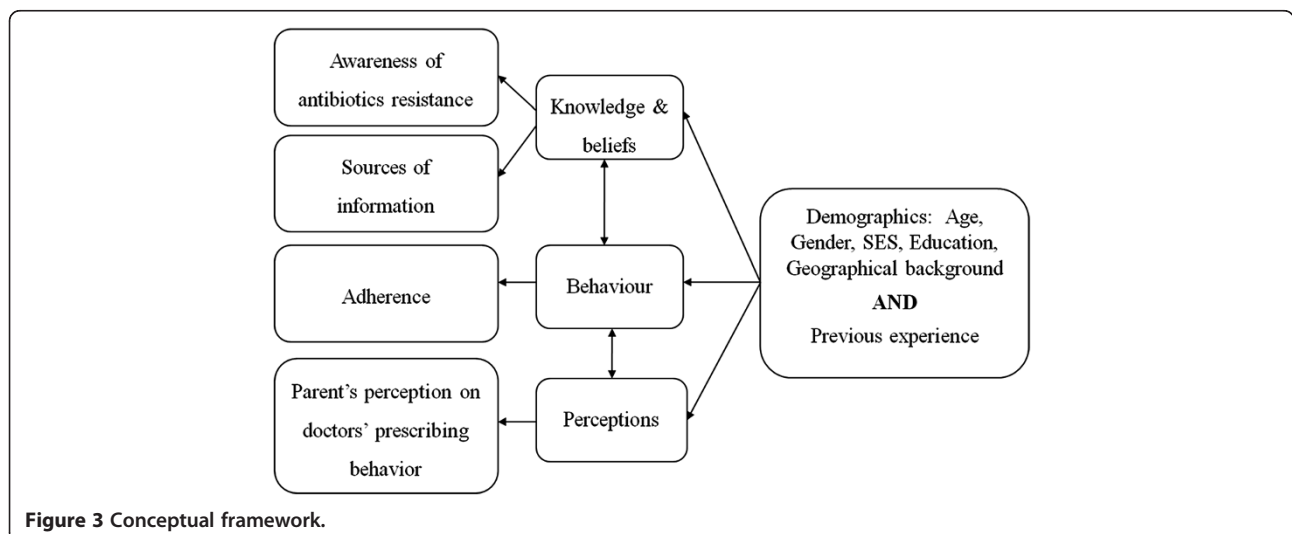 Awareness of
antibiotics resistance
Sources of
information
Adherence
Parent's perception on
doctors' prescribing
behavior
Knowledge &
beliefs
Behaviour
Perceptions
Demographics: Age,
Gender, SES, Education,
Geographical background
AND
Previous experience
Figure 3 Conceptual framework.